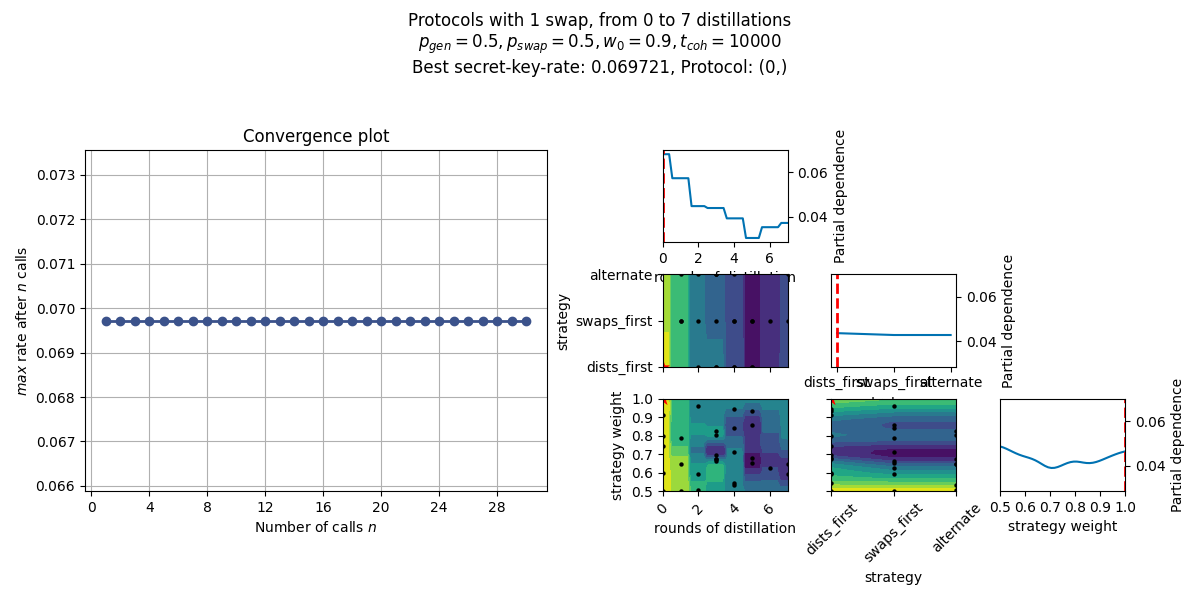 Protocols with 1 swap, from 0 to 7 distillations
p_gen = 0.5, p_swap = 0.5, w_0 = 0.9, t_coh = 10000
Best secret-key-rate: 0.069721, Protocol: (0,)
Convergence plot
0.073
0.072
0.071
0.070
0.069
0.068
0.067
0.066
max rate after n calls
0 4 8 12 16 20 24 28
Number of calls n
0.06
0.04
Partial dependence
0 2 4 6
rounds of distillation
alternate
swaps_first
dists_first
strategy
0.06
0.04
Partial dependence
dists_first swaps_first alternate
1.0
0.9
0.8
0.7
0.6
0.5
strategy weight
0 2 4 6
rounds of distillation
dists_first
swaps_first
alternate
strategy
0.06
0.04
Partial dependence
0.5 0.6 0.7 0.8 0.9 1.0
strategy weight